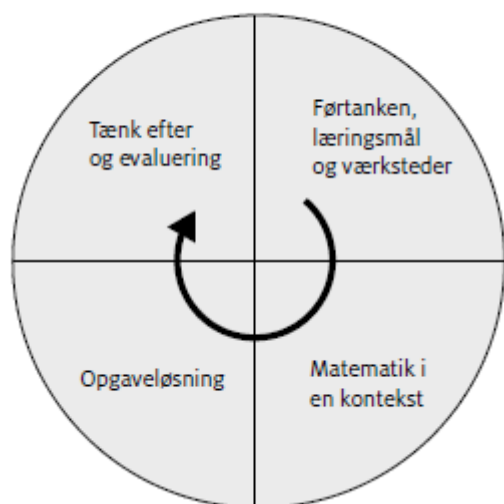 Tænk efter
og evaluering
Førtanken,
læringsmål
og værksteder
Opgaveløsning
Matematik i
en kontekst